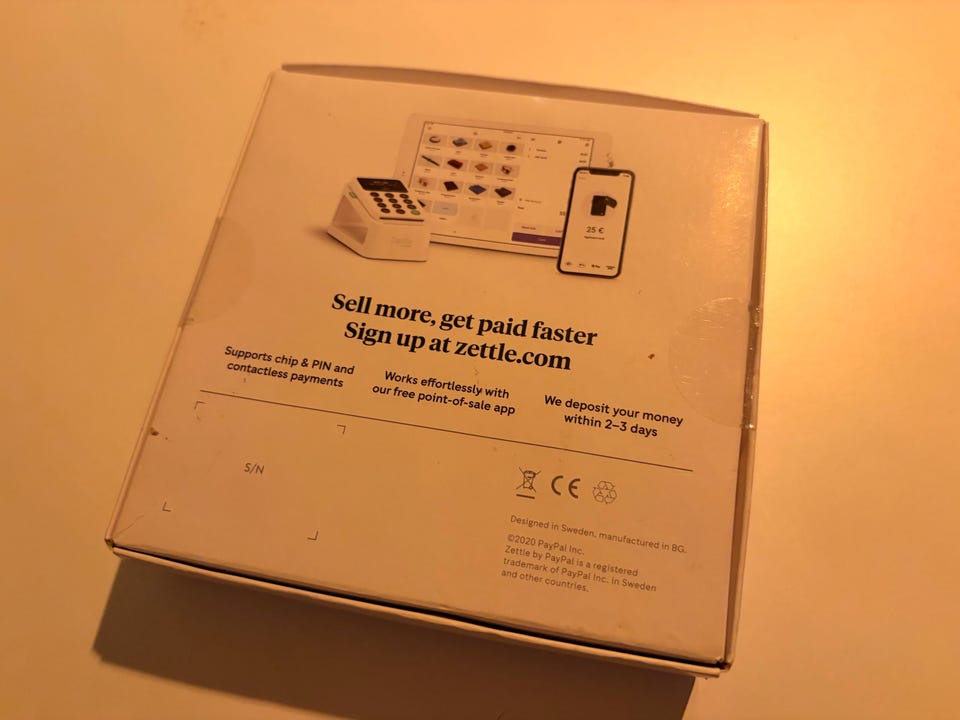 Zettle
25 €
Sell more, get paid faster
Sign up at zettle.com
Supports chip & PIN and
contactless payments
Works effortlessly with
our free point-of-sale app
We deposit your money
within 2–3 days
S/N
CE
Designed in Sweden, manufactured in BG.
©2020 PayPal Inc.
Zettle by PayPal is a registered
trademark of PayPal Inc. in Sweden
and other countries.